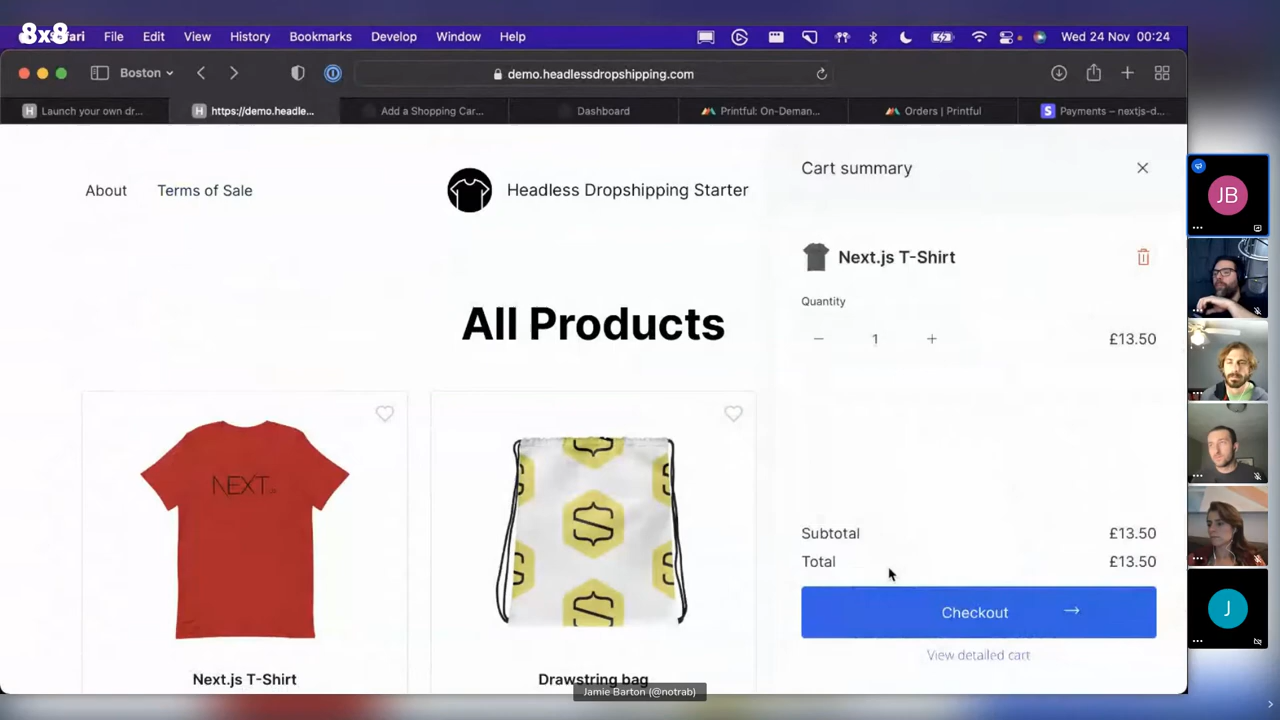 8x8
Safari File Edit View History Bookmarks Develop Window Help Wed 24 Nov 00:24
Boston demo.headlessdropshipping.com
Launch your own dr... https://demo.headle... Add a Shopping Car... Dashboard Printful: On-Deman... Orders | Printful S Payments – nextjs-d...
About Terms of Sale Headless Dropshipping Starter
Cart summary
Next.js T-Shirt
Quantity
1 £13.50
Subtotal £13.50
Total £13.50
Checkout
View detailed cart
All Products
NEXT.JS
S
Next.js T-Shirt
Drawstring bag
Jamie Barton (@notrab)
JB
J